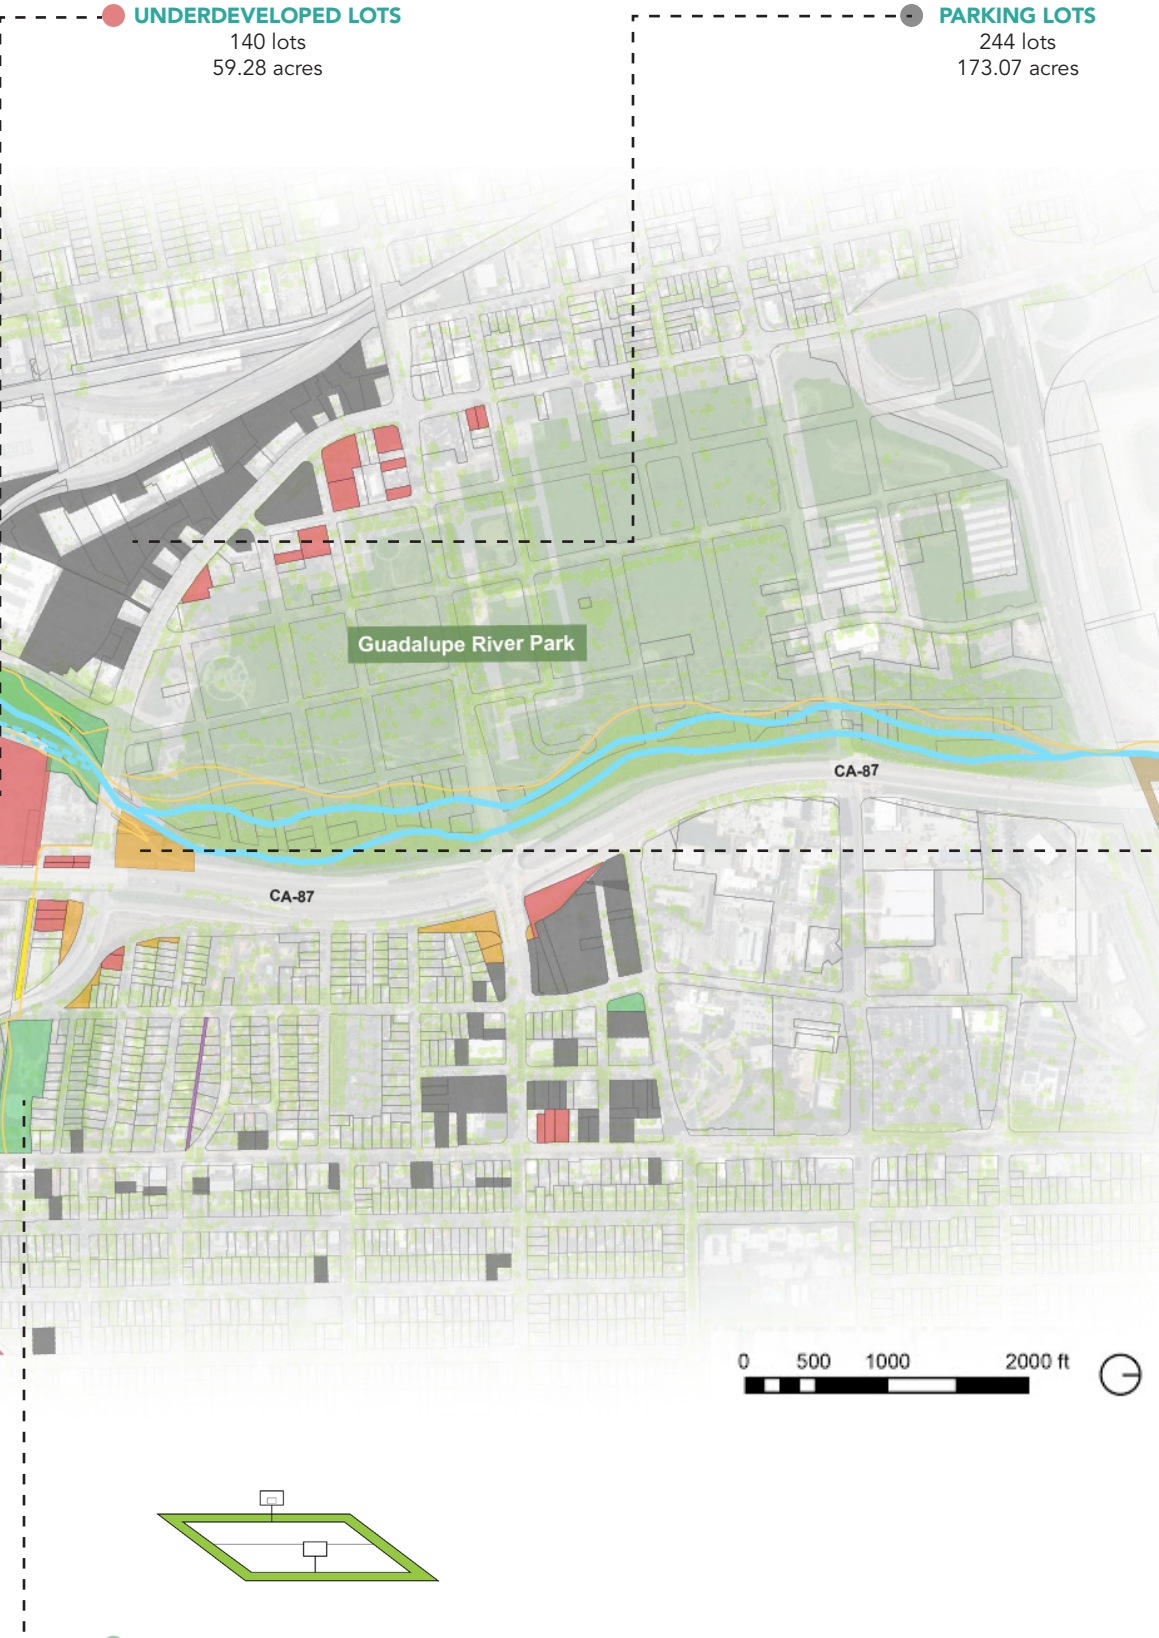 UNDERDEVELOPED LOTS
140 lots
59.28 acres
PARKING LOTS
244 lots
173.07 acres
Guadalupe River Park
CA-87
CA-87
0 500 1000 2000 ft